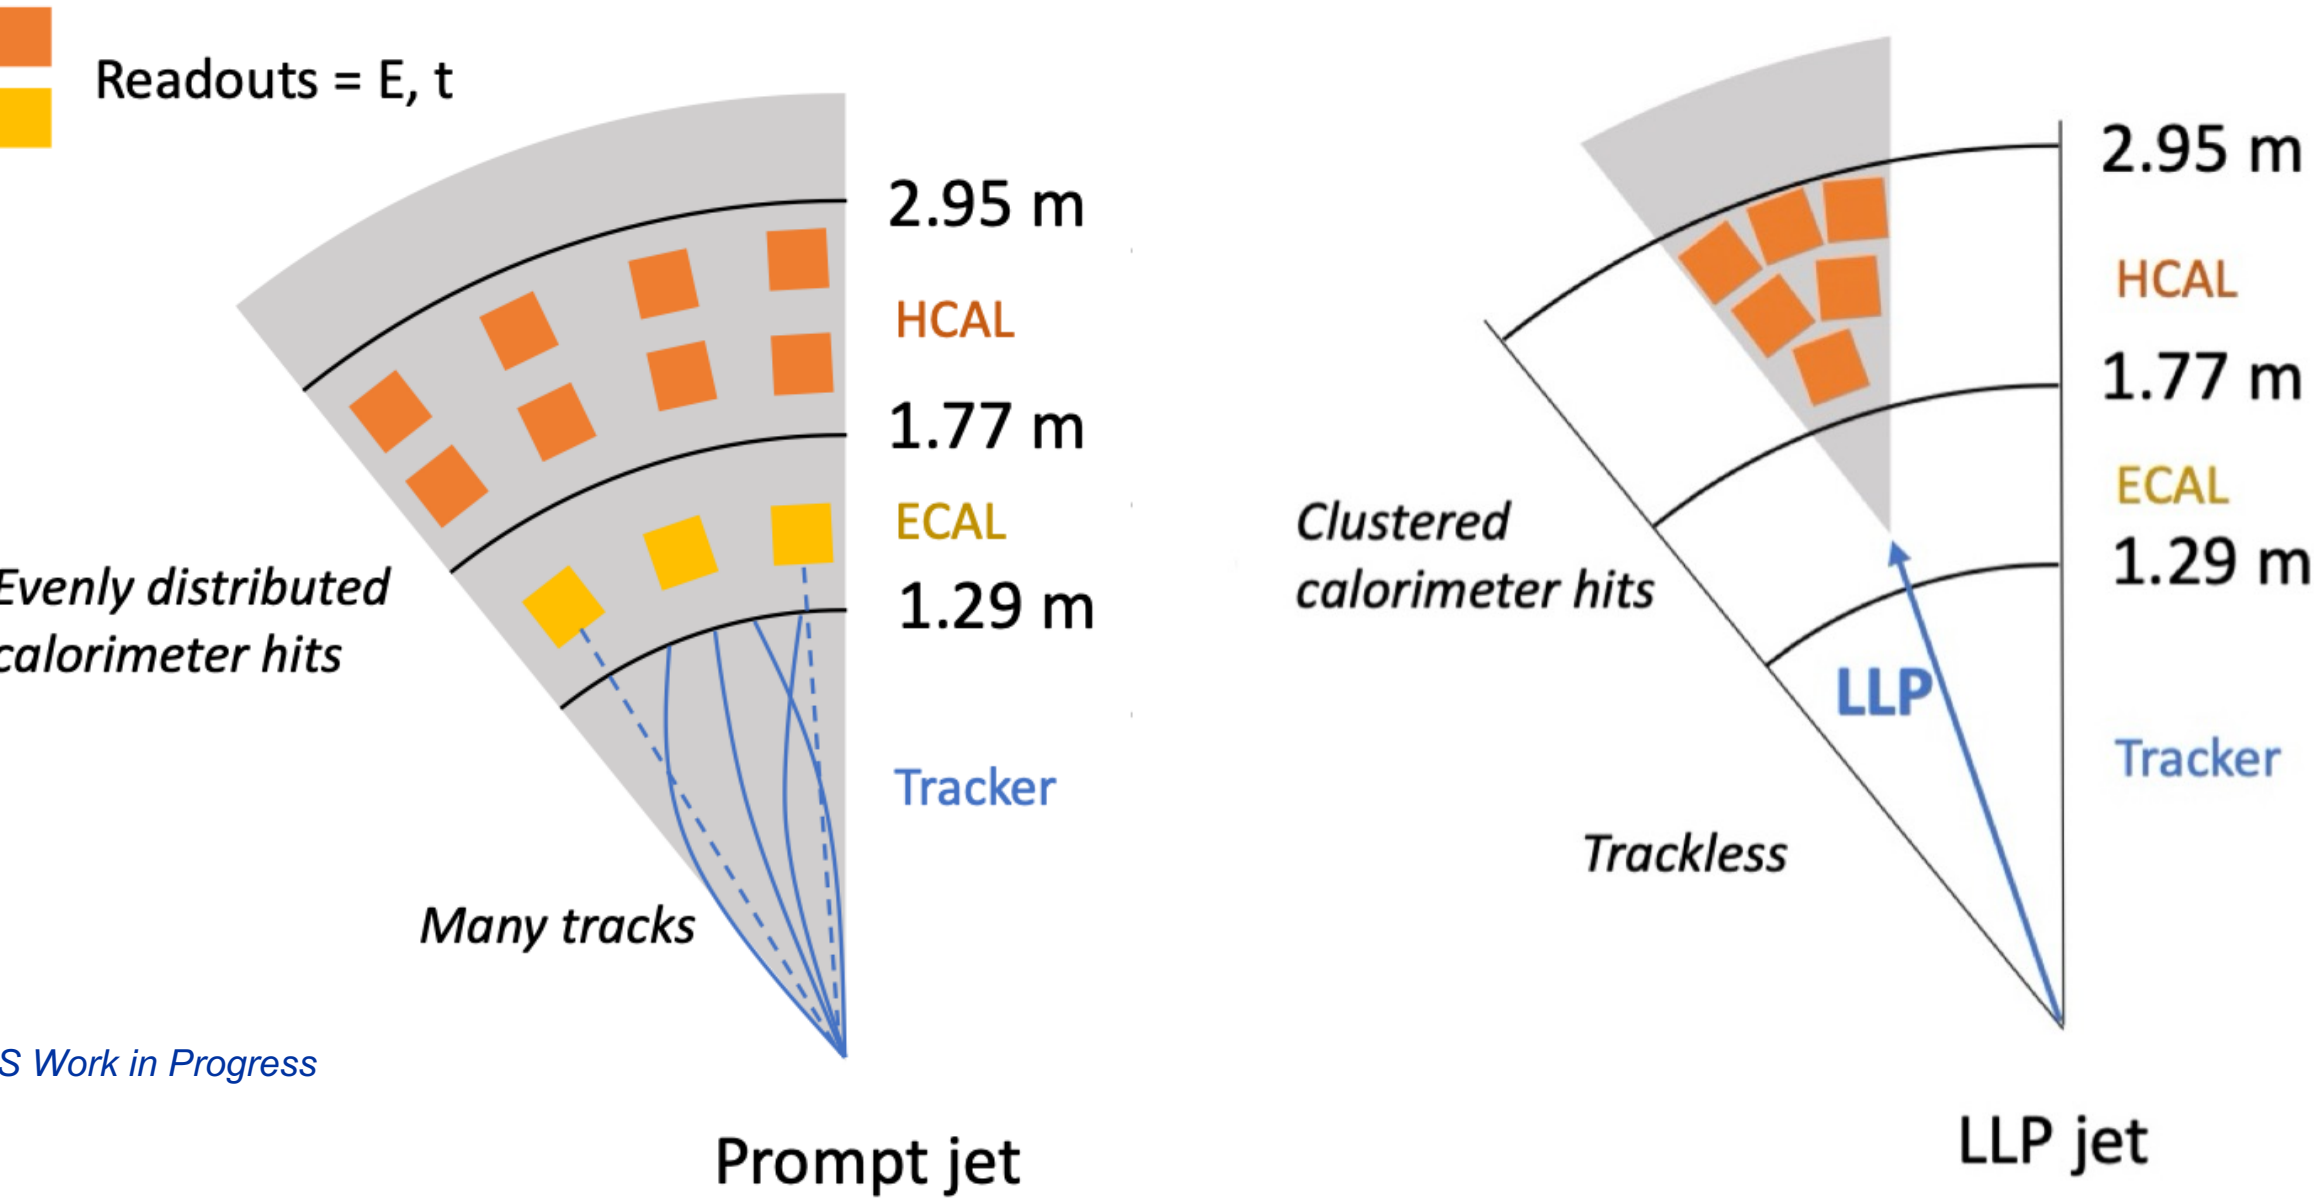 Readouts = E, t
2.95 m
HCAL
1.77 m
ECAL
1.29 m
Tracker
Evenly distributed
calorimeter hits
Many tracks
S Work in Progress
Prompt jet
2.95 m
HCAL
1.77 m
ECAL
1.29 m
Tracker
Clustered
calorimeter hits
LLP
Trackless
LLP jet